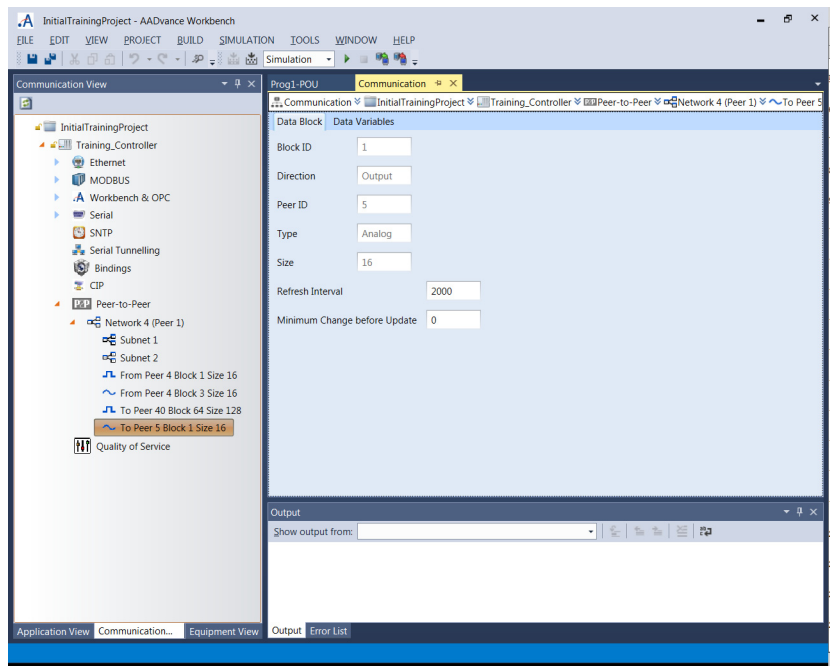 InitialTrainingProject - AADvance Workbench
FILE EDIT VIEW PROJECT BUILD SIMULATION TOOLS WINDOW HELP
Simulation
Communication View
Prog1-POU Communication
Communication InitialTrainingProject Training_Controller Peer-to-Peer Network 4 (Peer 1) To Peer 5
Data Block Data Variables
InitialTrainingProject
Training_Controller
Ethernet
MODBUS
Workbench & OPC
Serial
SNTP
Serial Tunnelling
Bindings
CIP
P2P Peer-to-Peer
Network 4 (Peer 1)
Subnet 1
Subnet 2
From Peer 4 Block 1 Size 16
From Peer 4 Block 3 Size 16
To Peer 40 Block 64 Size 128
To Peer 5 Block 1 Size 16
Quality of Service
Block ID 1
Direction Output
Peer ID 5
Type Analog
Size 16
Refresh Interval 2000
Minimum Change before Update 0
Output
Show output from:
Application View Communication... Equipment View
Output Error List